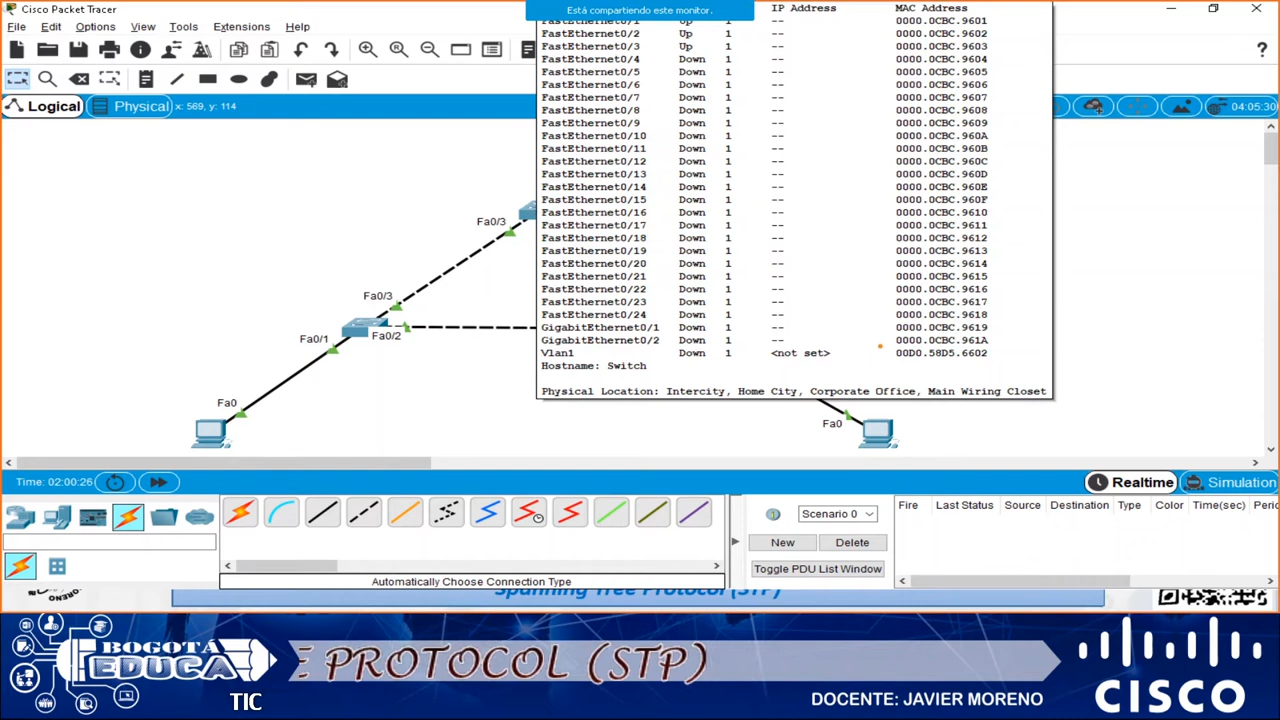 Cisco Packet Tracer
Está compartiendo este monitor.
File Edit Options View Tools Extensions Help
Logical Physical x: 569, y: 114
04:05:30
IP Address MAC Address
FastEthernet0/1 Up 1 -- 0000.0CBC.9601
FastEthernet0/2 Up 1 -- 0000.0CBC.9602
FastEthernet0/3 Up 1 -- 0000.0CBC.9603
FastEthernet0/4 Down 1 -- 0000.0CBC.9604
FastEthernet0/5 Down 1 -- 0000.0CBC.9605
FastEthernet0/6 Down 1 -- 0000.0CBC.9606
FastEthernet0/7 Down 1 -- 0000.0CBC.9607
FastEthernet0/8 Down 1 -- 0000.0CBC.9608
FastEthernet0/9 Down 1 -- 0000.0CBC.9609
FastEthernet0/10 Down 1 -- 0000.0CBC.960A
FastEthernet0/11 Down 1 -- 0000.0CBC.960B
FastEthernet0/12 Down 1 -- 0000.0CBC.960C
FastEthernet0/13 Down 1 -- 0000.0CBC.960D
FastEthernet0/14 Down 1 -- 0000.0CBC.960E
FastEthernet0/15 Down 1 -- 0000.0CBC.960F
FastEthernet0/16 Down 1 -- 0000.0CBC.9610
FastEthernet0/17 Down 1 -- 0000.0CBC.9611
FastEthernet0/18 Down 1 -- 0000.0CBC.9612
FastEthernet0/19 Down 1 -- 0000.0CBC.9613
FastEthernet0/20 Down 1 -- 0000.0CBC.9614
FastEthernet0/21 Down 1 -- 0000.0CBC.9615
FastEthernet0/22 Down 1 -- 0000.0CBC.9616
FastEthernet0/23 Down 1 -- 0000.0CBC.9617
FastEthernet0/24 Down 1 -- 0000.0CBC.9618
GigabitEthernet0/1 Down 1 -- 0000.0CBC.9619
GigabitEthernet0/2 Down 1 -- 0000.0CBC.961A
Vlan1 Down 1 <not set> 00D0.58D5.6602
Hostname: Switch
Physical Location: Intercity, Home City, Corporate Office, Main Wiring Closet
Fa0/3
Fa0/3
Fa0/1
Fa0/2
Fa0
Fa0
Time: 02:00:26
Realtime Simulation
Scenario 0
New Delete
Toggle PDU List Window
Fire Last Status Source Destination Type Color Time(sec) Perio
Automatically Choose Connection Type
Spanning Tree Protocol (STP)
BOGOTÁ
EDUCA
TIC
E PROTOCOL (STP)
DOCENTE: JAVIER MORENO
CISCO